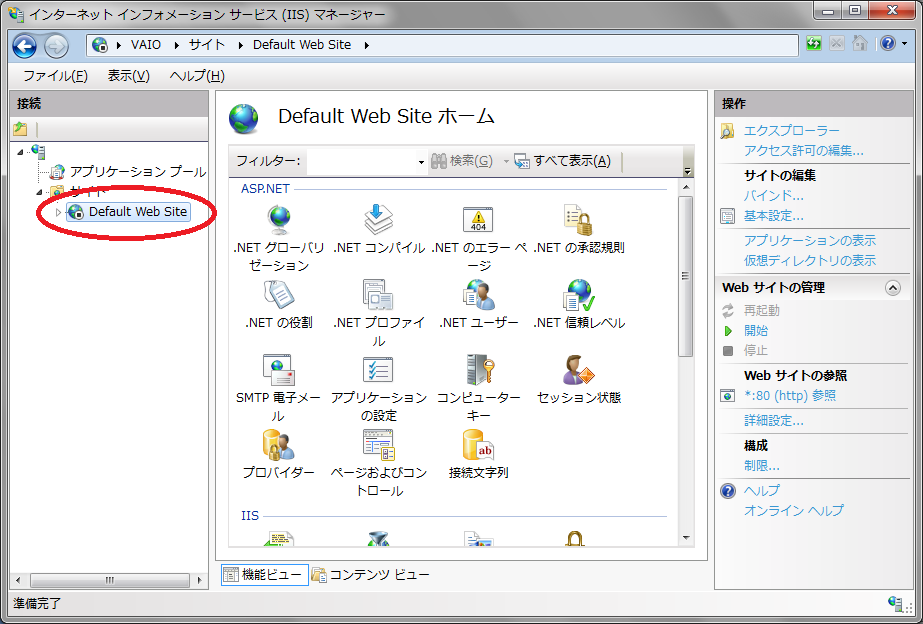 インターネット インフォメーション サービス (IIS) マネージャー
VAIO サイト Default Web Site
ファイル(F) 表示(V) ヘルプ(H)
接続
アプリケーション プール
サイト
Default Web Site
Default Web Site ホーム
フィルター: 検索(G) すべて表示(A)
ASP.NET
.NET グローバリ
ゼーション
.NET コンパイル
.NET のエラー ペ
ージ
.NET の承認規則
.NET の役割
.NET プロファイ
ル
.NET ユーザー
.NET 信頼レベル
SMTP 電子メー
ル
アプリケーション
の設定
コンピューター
キー
セッション状態
プロバイダー
ページおよびコン
トロール
接続文字列
IIS
機能ビュー コンテンツ ビュー
操作
エクスプローラー
アクセス許可の編集...
サイトの編集
バインド...
基本設定...
アプリケーションの表示
仮想ディレクトリの表示
Web サイトの管理
再起動
開始
停止
Web サイトの参照
*:80 (http) 参照
詳細設定...
構成
制限...
ヘルプ
オンライン ヘルプ
準備完了